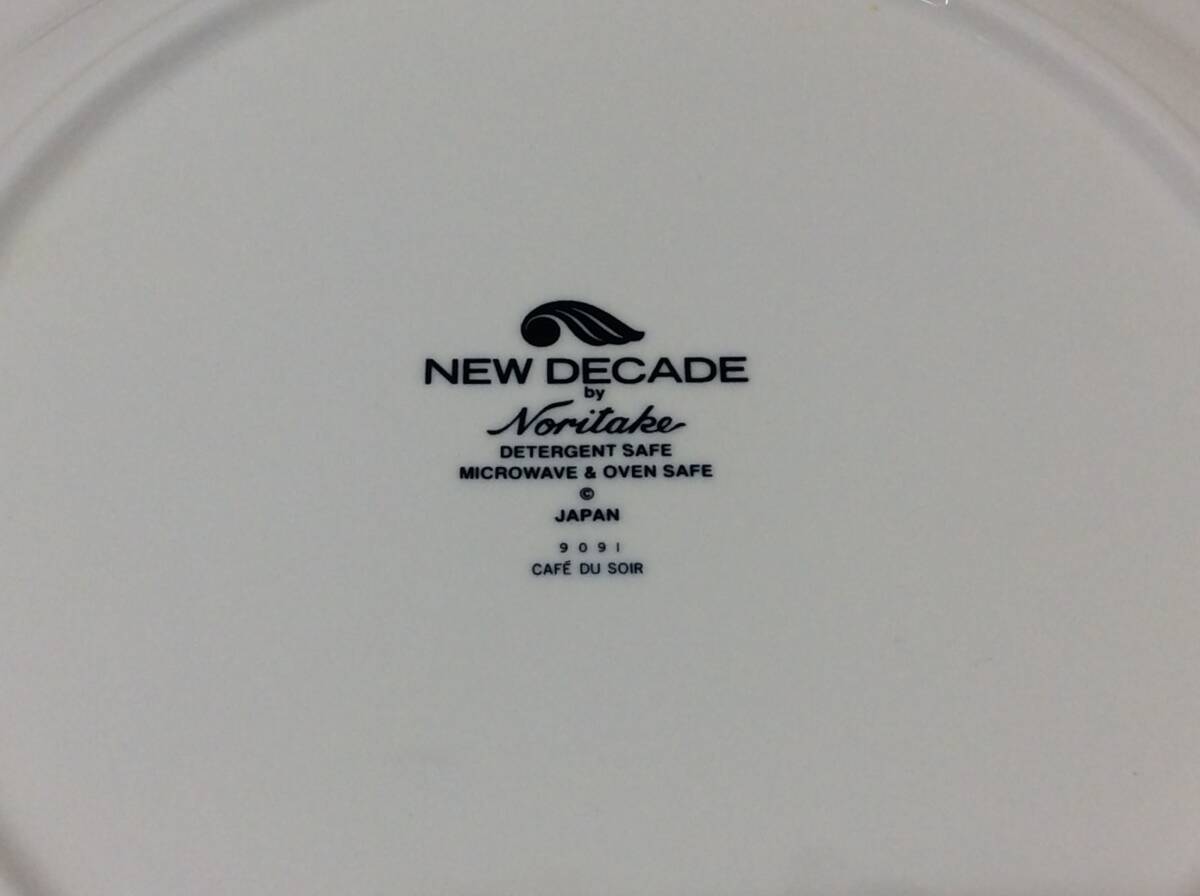 NEW DECADE
by
Noritake
DETERGENT SAFE
MICROWAVE & OVEN SAFE
©
JAPAN
9091
CAFÉ DU SOIR